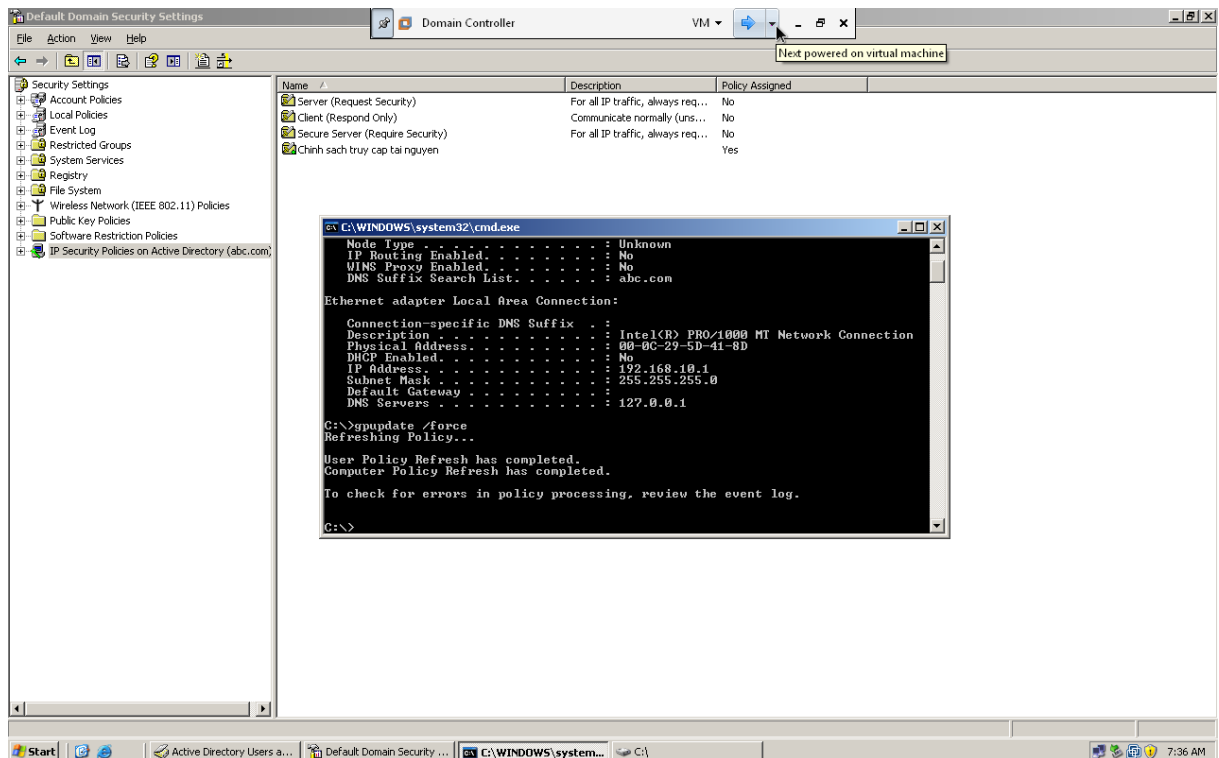 Default Domain Security Settings
Domain Controller
VM
File Action View Help
Next powered on virtual machine
Security Settings
Account Policies
Local Policies
Event Log
Restricted Groups
System Services
Registry
File System
Wireless Network (IEEE 802.11) Policies
Public Key Policies
Software Restriction Policies
IP Security Policies on Active Directory (abc.com)
Name Description Policy Assigned
Server (Request Security) For all IP traffic, always req... No
Client (Respond Only) Communicate normally (uns... No
Secure Server (Require Security) For all IP traffic, always req... No
Chinh sach truy cap tai nguyen Yes
C:\WINDOWS\system32\cmd.exe
Node Type . . . . . . . . . . . . : Unknown
IP Routing Enabled. . . . . . . . : No
WINS Proxy Enabled. . . . . . . . : No
DNS Suffix Search List. . . . . . : abc.com
Ethernet adapter Local Area Connection:
Connection-specific DNS Suffix . :
Description . . . . . . . . . . . : Intel(R) PRO/1000 MT Network Connection
Physical Address. . . . . . . . . : 00-0C-29-5D-41-8D
DHCP Enabled. . . . . . . . . . . : No
IP Address. . . . . . . . . . . . : 192.168.10.1
Subnet Mask . . . . . . . . . . . : 255.255.255.0
Default Gateway . . . . . . . . . :
DNS Servers . . . . . . . . . . . : 127.0.0.1
C:\>gpupdate /force
Refreshing Policy...
User Policy Refresh has completed.
Computer Policy Refresh has completed.
To check for errors in policy processing, review the event log.
C:\>
Start Active Directory Users a... Default Domain Security ... C:\WINDOWS\system... C:\ 7:36 AM